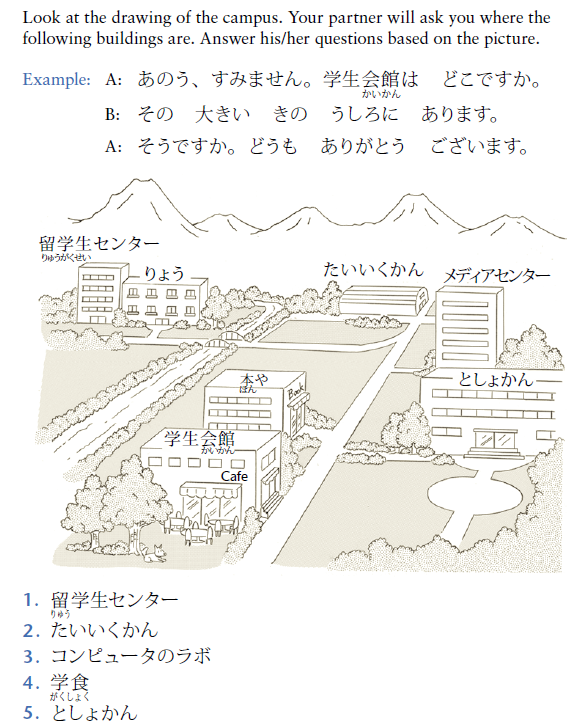 Look at the drawing of the campus. Your partner will ask you where the
following buildings are. Answer his/her questions based on the picture.
Example: A: あのう、すみません。学生会館は どこですか。
かいかん
B: その 大きい きの うしろに あります。
A: そうですか。どうも ありがとう ございます。
留学生センター
りゅうがくせい
りょう
たいいくかん
メディアセンター
本や
ほん
Book
としょかん
学生会館
かいかん
Cafe
1. 留学生センター
りゅう
2. たいいくかん
3. コンピュータのラボ
4. 学食
がくしょく
5. としょかん